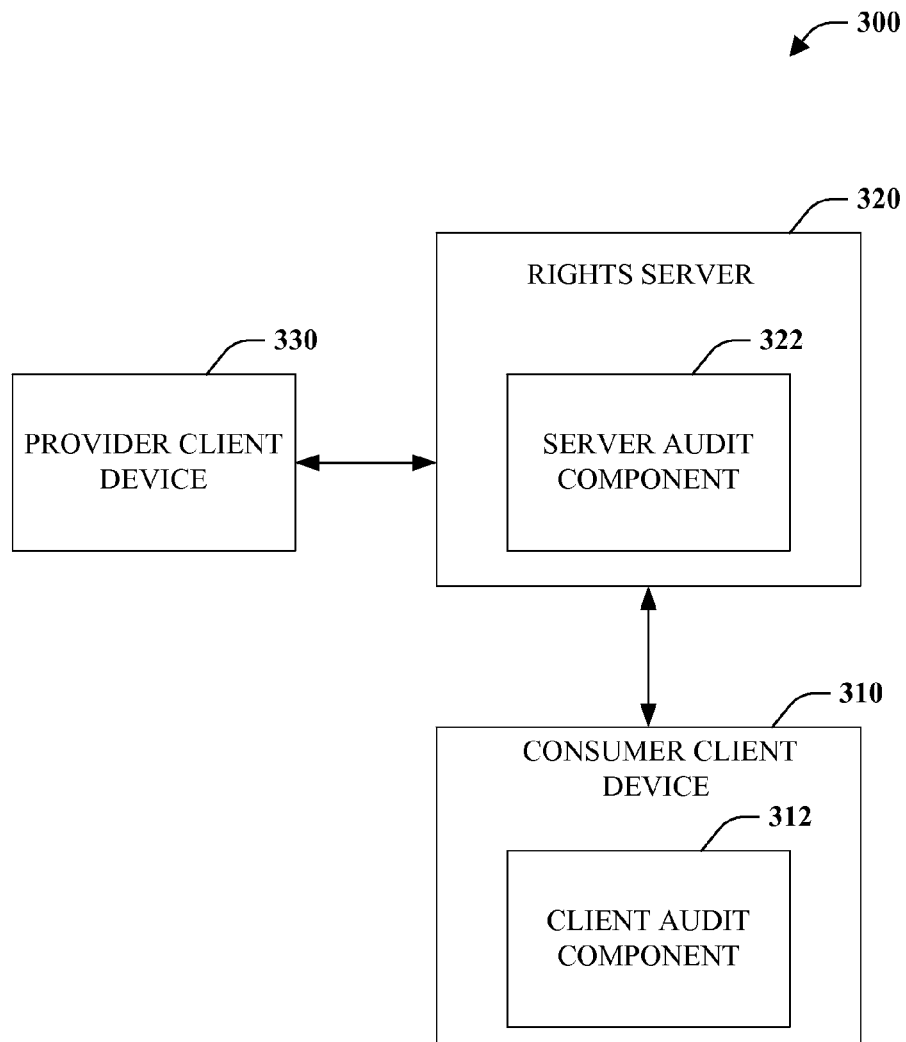 300
320
RIGHTS SERVER
330
322
PROVIDER CLIENT
DEVICE
SERVER AUDIT
COMPONENT
310
CONSUMER CLIENT
DEVICE
312
CLIENT AUDIT
COMPONENT